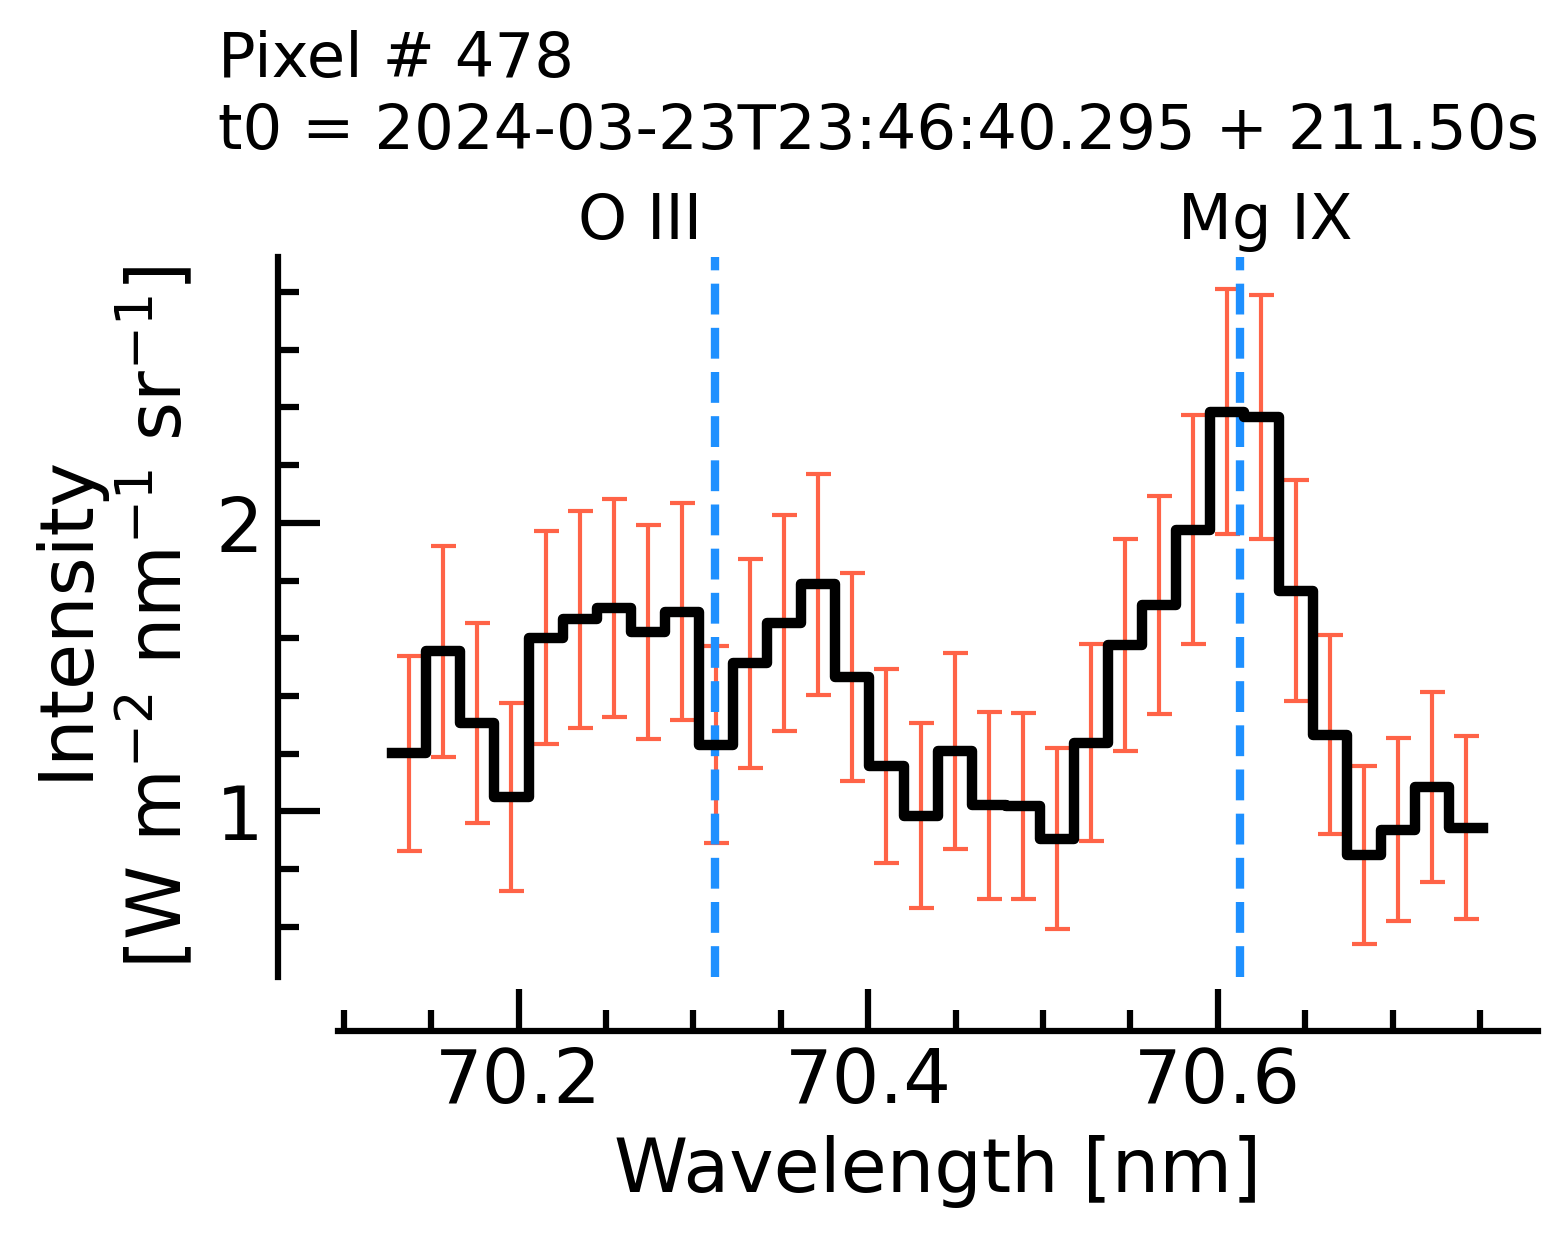 Pixel # 478
t0 = 2024-03-23T23:46:40.295 + 211.50s
O III
Mg IX
Intensity
[W m⁻² nm⁻¹ sr⁻¹]
2
1
70.2
70.4
70.6
Wavelength [nm]